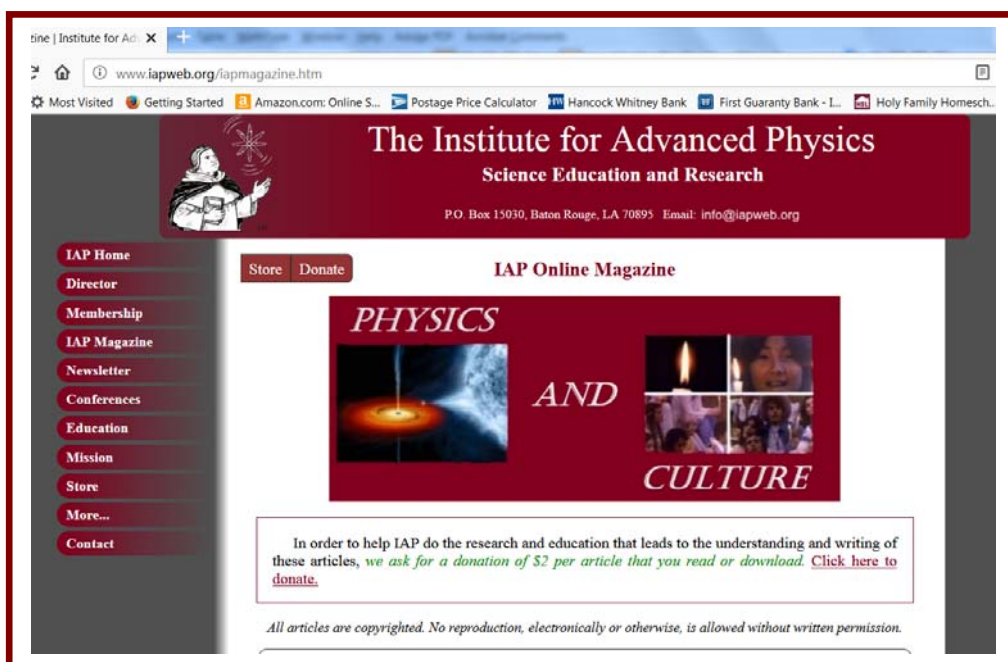 zine | Institute for Ad
www.iapweb.org/iapmagazine.htm
Most Visited Getting Started Amazon.com: Online S... Postage Price Calculator Hancock Whitney Bank First Guaranty Bank - L... Holy Family Homesch...
The Institute for Advanced Physics
Science Education and Research
P.O. Box 15030, Baton Rouge, LA 70895 Email: info@iapweb.org
IAP Home
Director
Membership
IAP Magazine
Newsletter
Conferences
Education
Mission
Store
More...
Contact
Store Donate
IAP Online Magazine
PHYSICS
AND
CULTURE
In order to help IAP do the research and education that leads to the understanding and writing of
these articles, we ask for a donation of $2 per article that you read or download. Click here to
donate.
All articles are copyrighted. No reproduction, electronically or otherwise, is allowed without written permission.